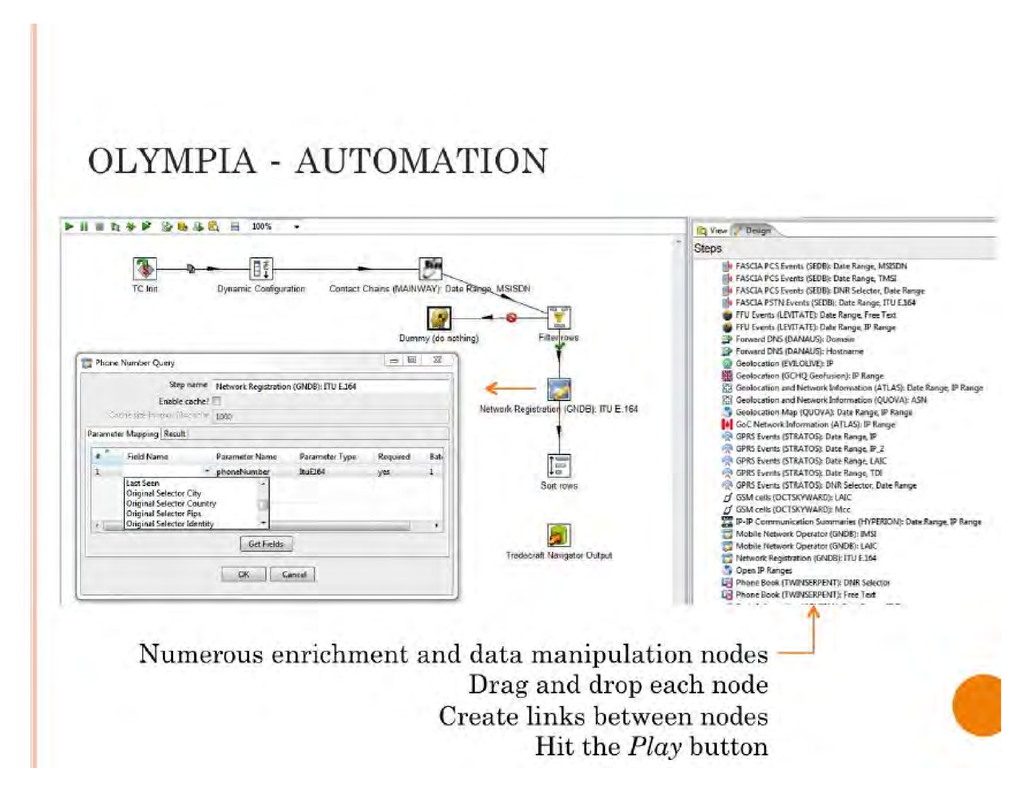 OLYMPIA - AUTOMATION
100%
View
Design
Steps
TC Init
Dynamic Configuration
Contact Chains (MAINWAY): Date Range, MSISDN
Dummy (do nothing)
Filter rows
Network Registration (GNDB): ITU E.164
Sort rows
Tradecraft Navigator Output
Phone Number Query
Step name Network Registration (GNDB): ITU E.164
Enable cache?
1000
Parameter Mapping Result
# Field Name Parameter Name Parameter Type Required Bat
1 phoneNumber ItuE164 yes 1
Last Seen
Original Selector City
Original Selector Country
Original Selector Fips
Original Selector Identity
Get Fields
OK Cancel
FASCIA PCS Events (SEDB): Date Range, MSISDN
FASCIA PCS Events (SEDB): Date Range, TMSI
FASCIA PCS Events (SEDB): DNR Selector, Date Range
FASCIA PSTN Events (SEDB): Date Range, ITU E.164
FFU Events (LEVITATE): Date Range, Free Text
FFU Events (LEVITATE): Date Range, IP Range
Forward DNS (DANAUS): Domain
Forward DNS (DANAUS): Hostname
Geolocation (EVILOLIVE): IP
Geolocation (GCHQ Geofusion): IP Range
Geolocation and Network Information (ATLAS): Date Range, IP Range
Geolocation and Network Information (QUOVA): ASN
Geolocation Map (QUOVA): Date Range, IP Range
GoC Network Information (ATLAS): IP Range
GPRS Events (STRATOS): Date Range, IP
GPRS Events (STRATOS): Date Range, IP_2
GPRS Events (STRATOS): Date Range, LAIC
GPRS Events (STRATOS): Date Range, TDI
GPRS Events (STRATOS): DNR Selector, Date Range
GSM cells (OCTSKYWARD): LAIC
GSM cells (OCTSKYWARD): Mcc
IP-IP Communication Summaries (HYPERION): Date Range, IP Range
Mobile Network Operator (GNDB): IMSI
Mobile Network Operator (GNDB): LAIC
Network Registration (GNDB): ITU E.164
Open IP Ranges
Phone Book (TWINSERPENT): DNR Selector
Phone Book (TWINSERPENT): Free Text
Numerous enrichment and data manipulation nodes
Drag and drop each node
Create links between nodes
Hit the Play button